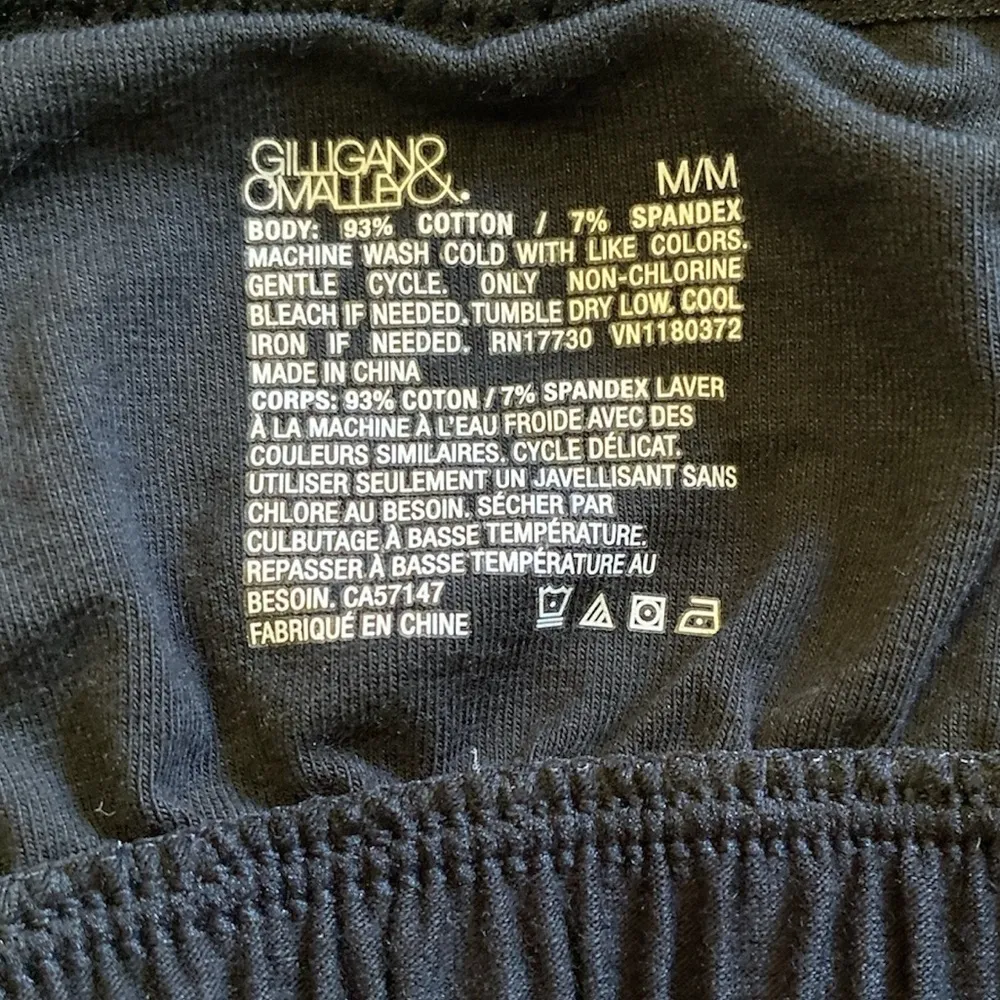 GILLIGAN &
OMALLEY.
M/M
BODY: 93% COTTON / 7% SPANDEX
MACHINE WASH COLD WITH LIKE COLORS.
GENTLE CYCLE. ONLY NON-CHLORINE
BLEACH IF NEEDED. TUMBLE DRY LOW. COOL
IRON IF NEEDED. RN17730 VN1180372
MADE IN CHINA
CORPS: 93% COTON / 7% SPANDEX LAVER
À LA MACHINE À L'EAU FROIDE AVEC DES
COULEURS SIMILAIRES. CYCLE DÉLICAT.
UTILISER SEULEMENT UN JAVELLISANT SANS
CHLORE AU BESOIN. SÉCHER PAR
CULBUTAGE À BASSE TEMPÉRATURE.
REPASSER À BASSE TEMPÉRATURE AU
BESOIN. CA57147
FABRIQUÉ EN CHINE